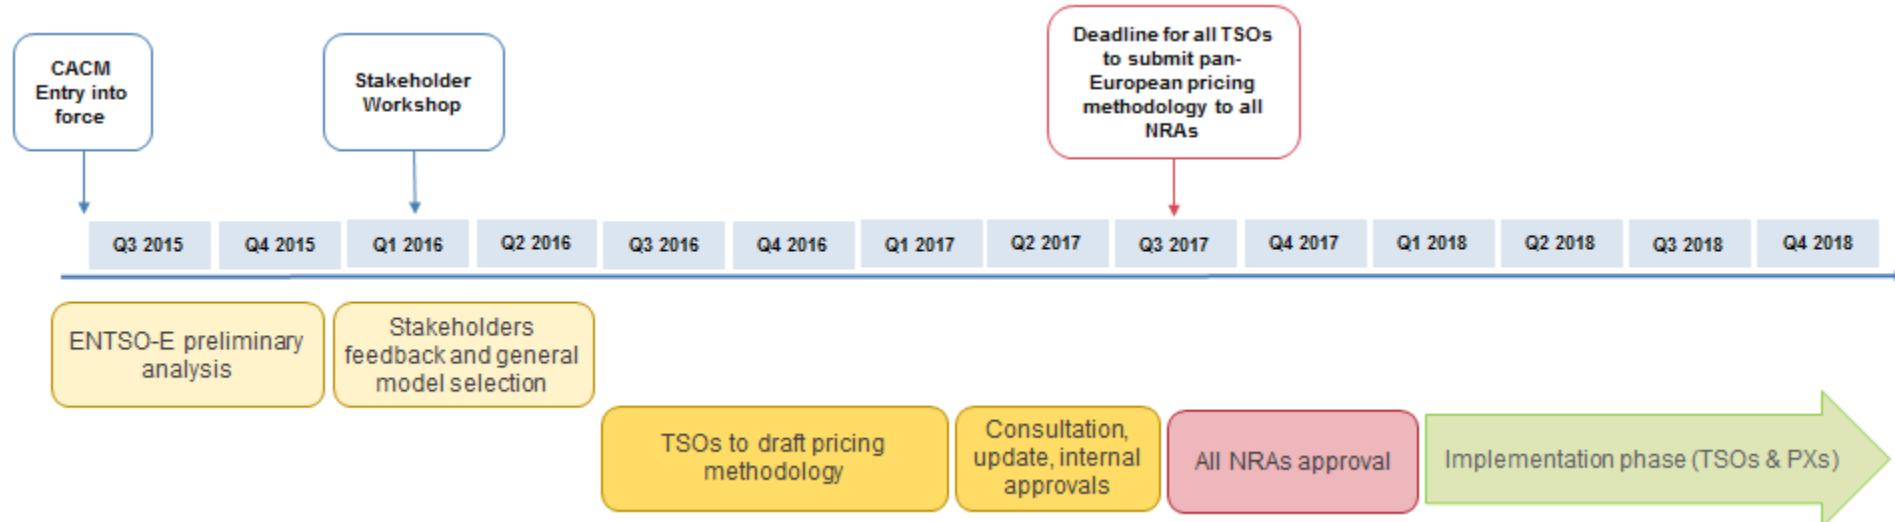 CACM
Entry into
force
Stakeholder
Workshop
Deadline for all TSOs
to submit pan-
European pricing
methodology to all
NRAs
Q3 2015
Q4 2015
Q1 2016
Q2 2016
Q3 2016
Q4 2016
Q1 2017
Q2 2017
Q3 2017
Q4 2017
Q1 2018
Q2 2018
Q3 2018
Q4 2018
ENTSO-E preliminary
analysis
Stakeholders
feedback and general
model selection
TSOs to draft pricing
methodology
Consultation,
update, internal
approvals
All NRAs approval
Implementation phase (TSOs & PXs)